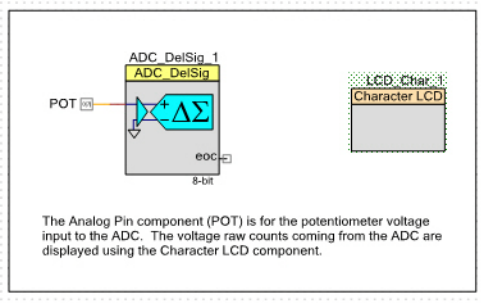 ADC_DelSig_1
ADC_DelSig
POT
ΔΣ
eoc
8-bit
LCD_Char_1
Character LCD
The Analog Pin component (POT) is for the potentiometer voltage
input to the ADC. The voltage raw counts coming from the ADC are
displayed using the Character LCD component.